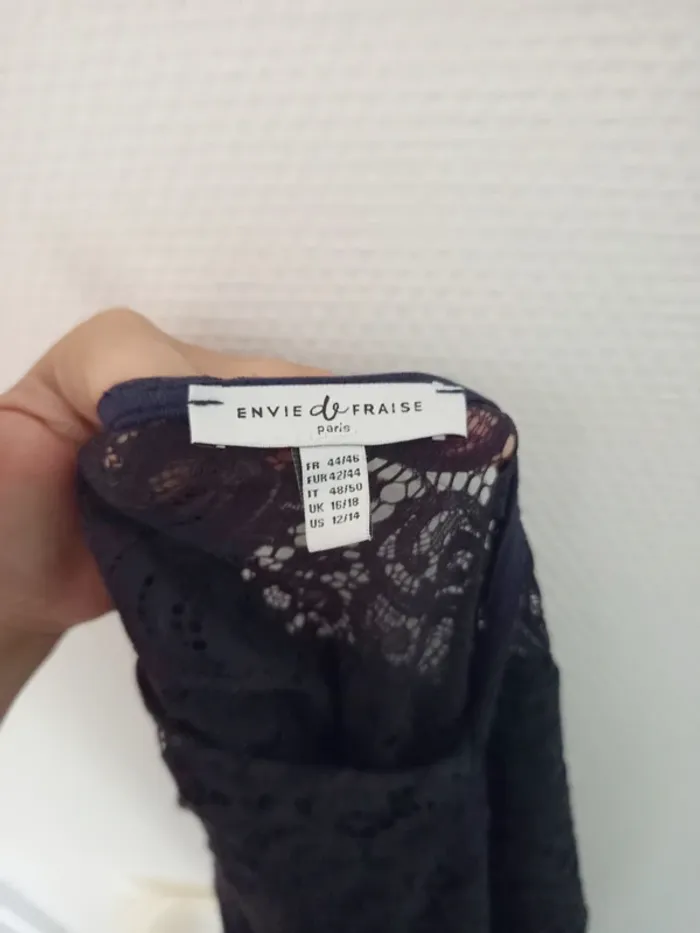 ENVIE de FRAISE
paris
FR 44/46
EUR 42/44
IT 48/50
UK 16/18
US 12/14